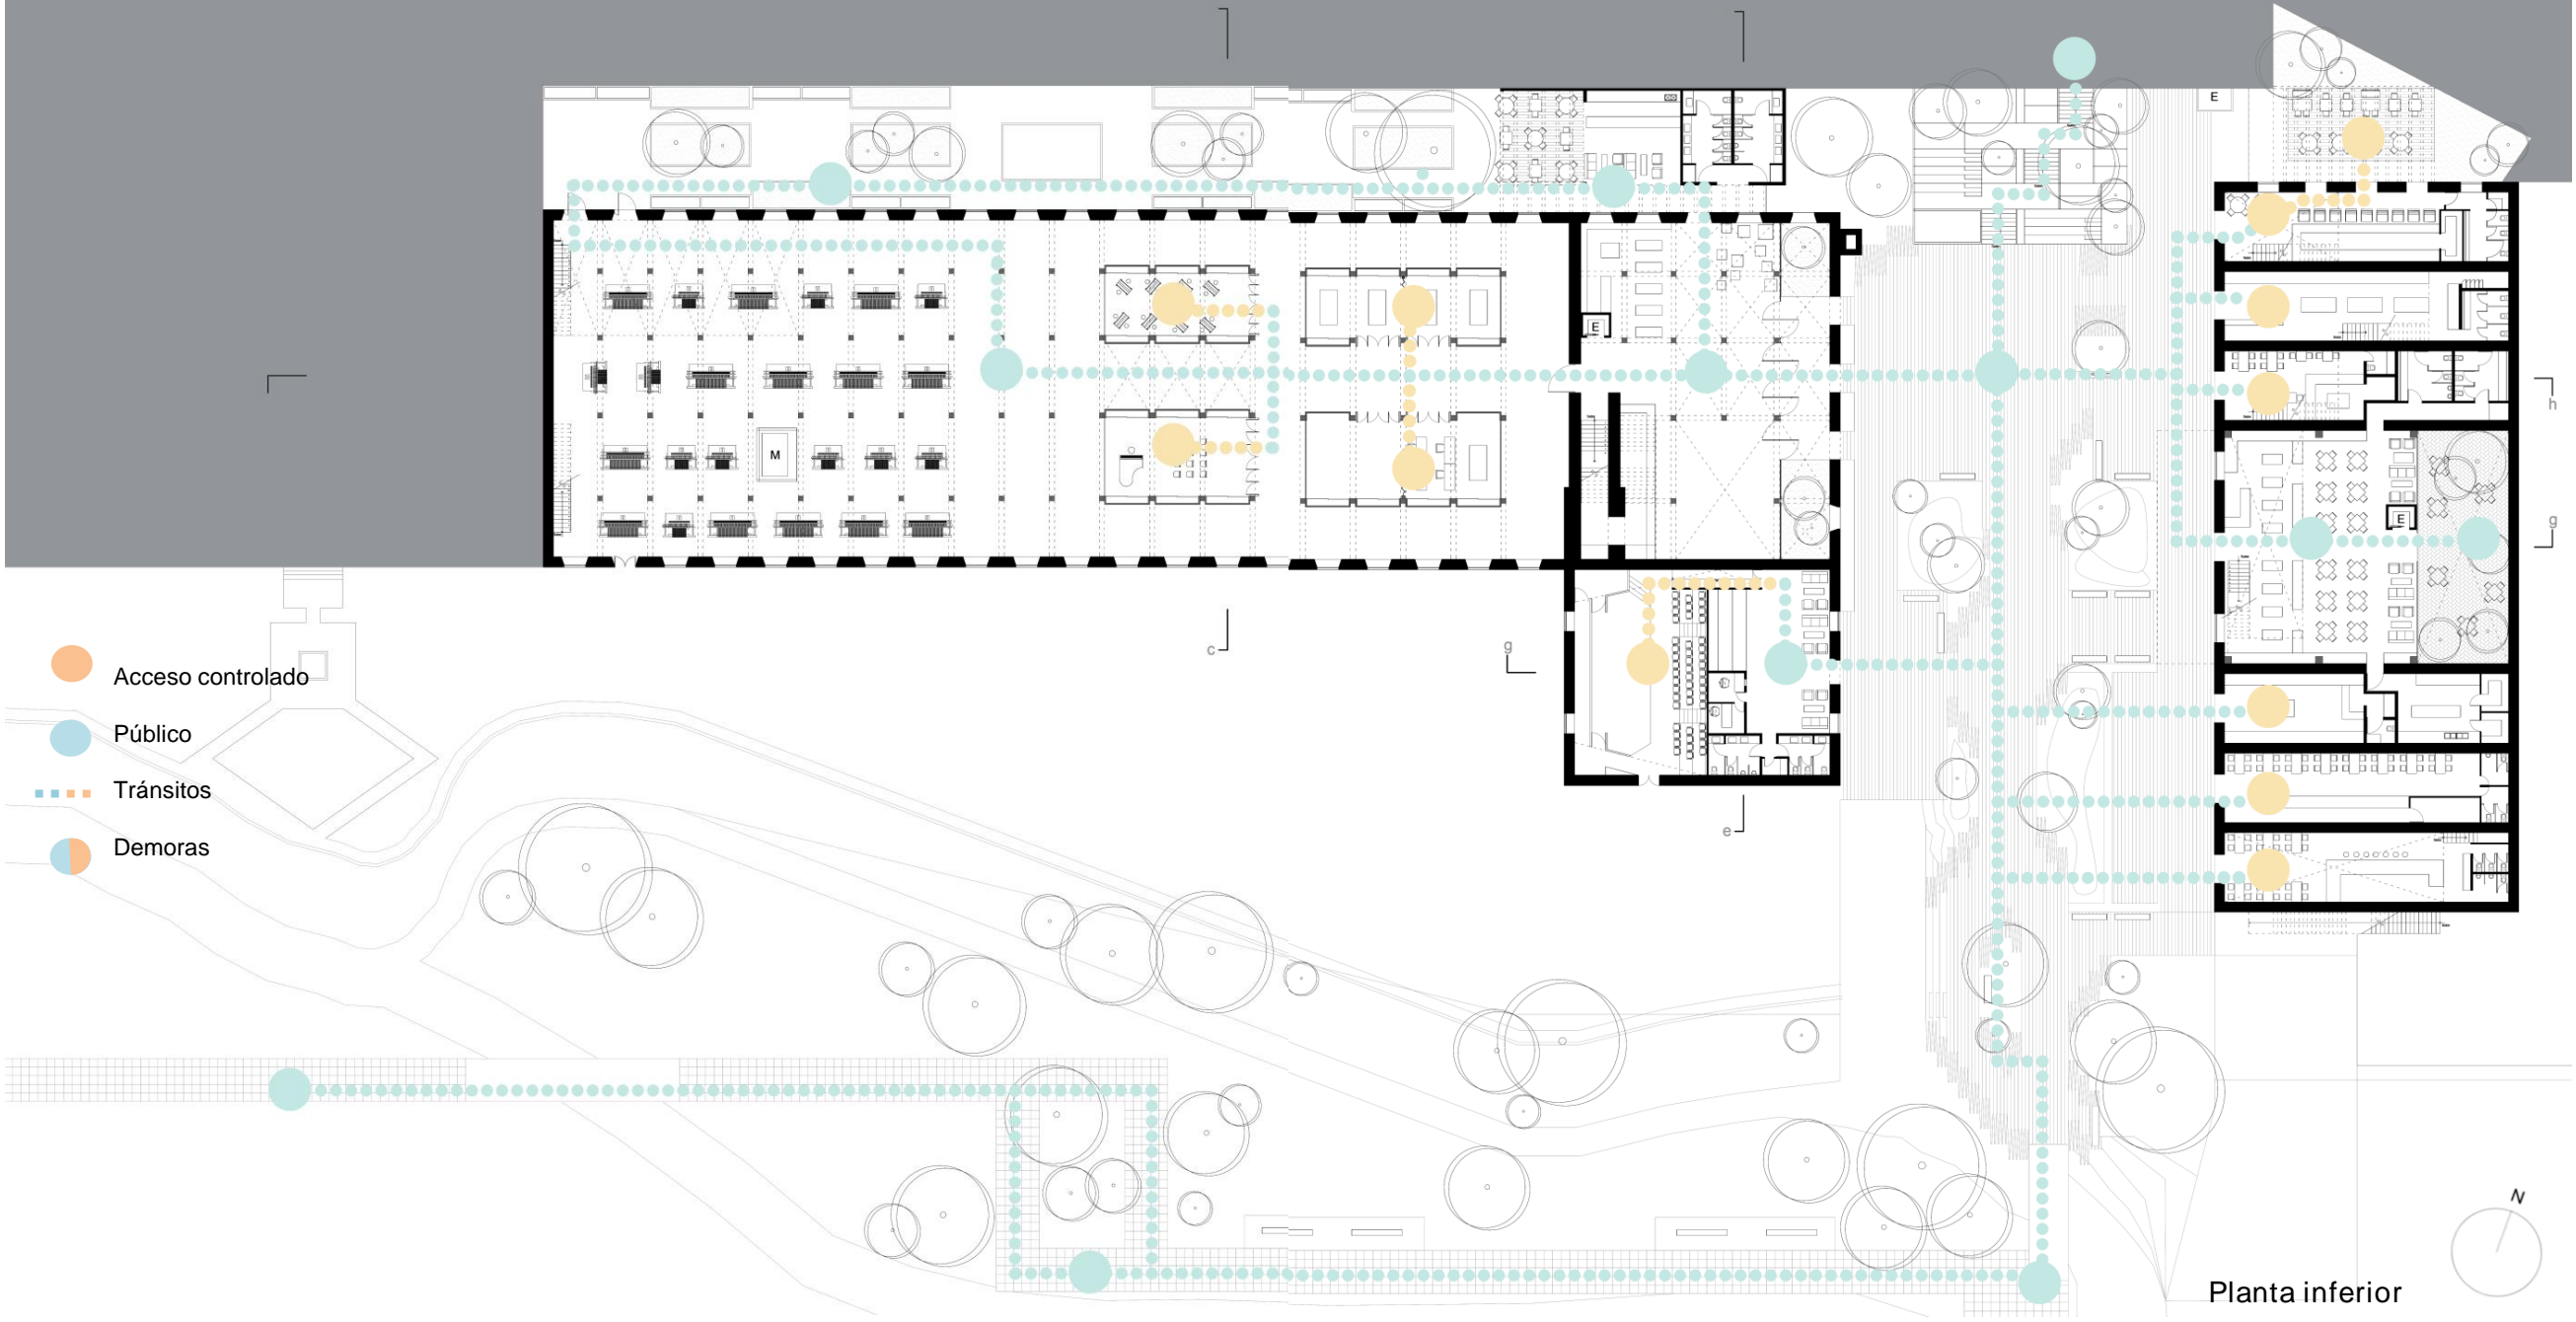 E
E
M
E
h
g
c
g
e
Acceso controlado
Público
Tránsitos
Demoras
N
Planta inferior